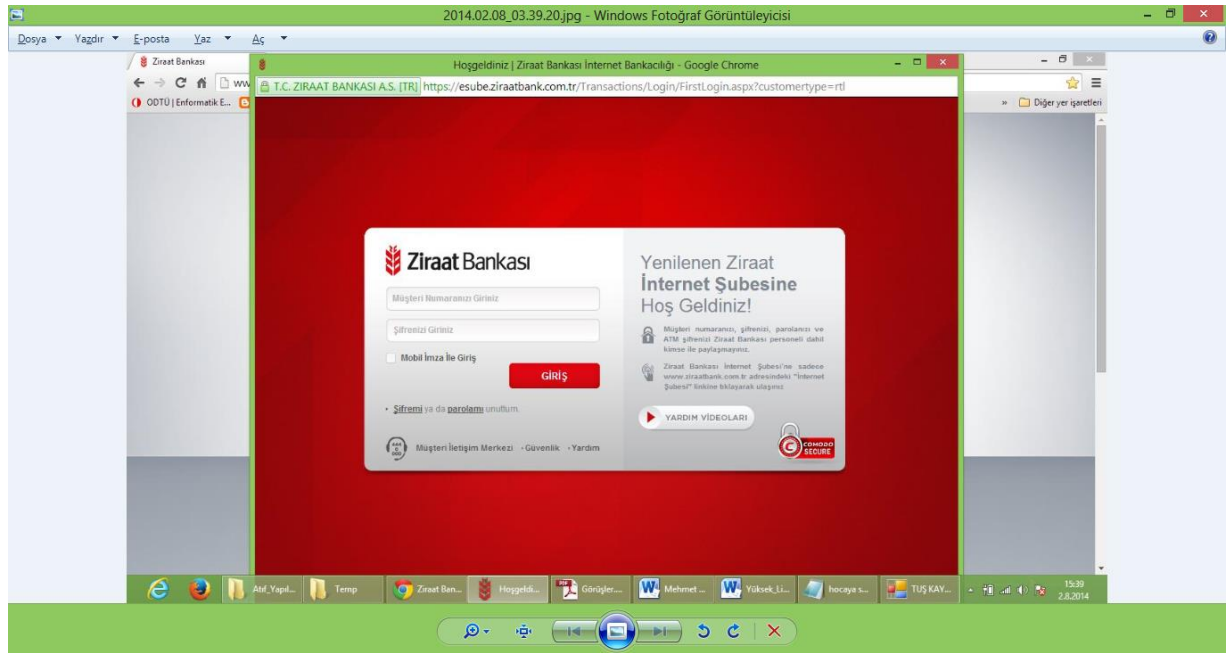 2014.02.08_03.39.20.jpg - Windows Fotoğraf Görüntüleyicisi
Dosya Yazdır E-posta Yaz Aç
Ziraat Bankası
Hoşgeldiniz | Ziraat Bankası İnternet Bankacılığı - Google Chrome
ww
T.C. ZIRAAT BANKASI A.S. [TR] https://esube.ziraatbank.com.tr/Transactions/Login/FirstLogin.aspx?customertype=rtl
ODTÜ | Enformatik E...
» Diğer yer işaretleri
Ziraat Bankası
Müşteri Numaranızı Giriniz
Şifrenizi Giriniz
Mobil İmza İle Giriş
GİRİŞ
• Şifremi ya da parolamı unuttum.
Müşteri İletişim Merkezi • Güvenlik • Yardım
Yenilenen Ziraat
İnternet Şubesine
Hoş Geldiniz!
Müşteri numaranızı, şifrenizi, parolanızı ve
ATM şifrenizi Ziraat Bankası personeli dahil
kimse ile paylaşmayınız.
Ziraat Bankası İnternet Şubesi'ne sadece
www.ziraatbank.com.tr adresindeki "İnternet
Şubesi" linkine tıklayarak ulaşınız
YARDIM VİDEOLARI
COMODO
SECURE
Atıf_Yapıl... Temp Ziraat Ban... Hoşgeldi... Görüşler.... Mehmet ... Yüksek_Li... hocaya s... TUŞ KAY...
15:39
2.8.2014